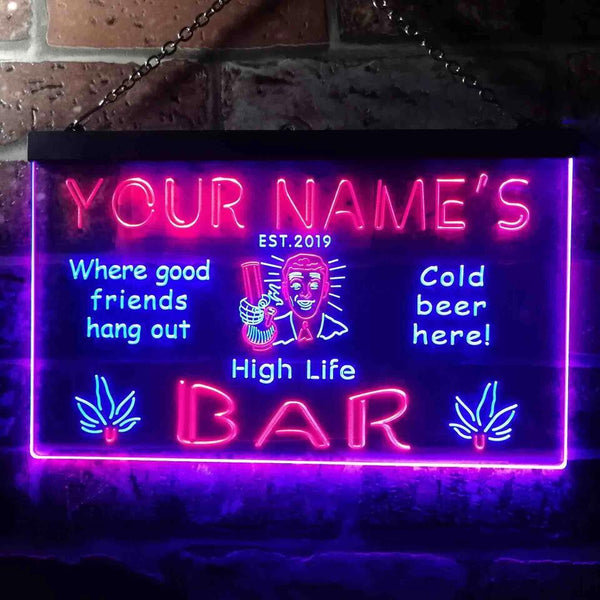 YOUR NAME'S
EST.2019
Where good
friends
hang out
Cold
beer
here!
High Life
BAR